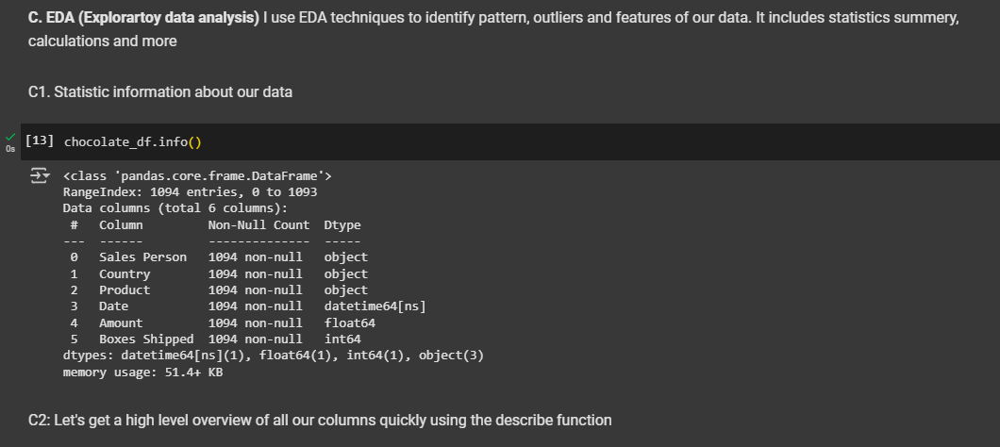 C. EDA (Explorartoy data analysis) I use EDA techniques to identify pattern, outliers and features of our data. It includes statistics summery,
calculations and more
C1. Statistic information about our data
[13] chocolate_df.info()
0s
<class 'pandas.core.frame.DataFrame'>
RangeIndex: 1094 entries, 0 to 1093
Data columns (total 6 columns):
 #   Column         Non-Null Count  Dtype
---  ------         --------------  -----
 0   Sales Person   1094 non-null   object
 1   Country        1094 non-null   object
 2   Product        1094 non-null   object
 3   Date           1094 non-null   datetime64[ns]
 4   Amount         1094 non-null   float64
 5   Boxes Shipped  1094 non-null   int64
dtypes: datetime64[ns](1), float64(1), int64(1), object(3)
memory usage: 51.4+ KB
C2: Let's get a high level overview of all our columns quickly using the describe function